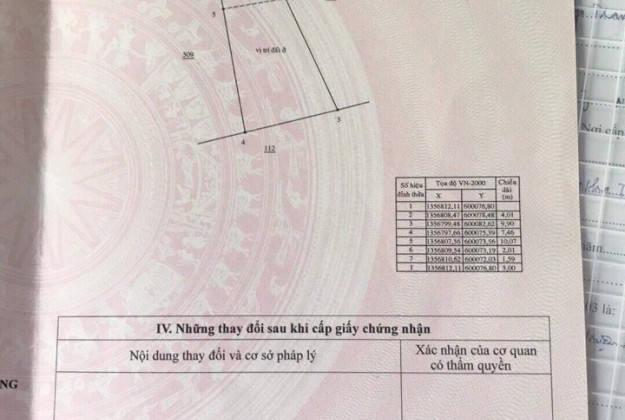 5
509
vị trí đất ở
3
4
112
Số hiệu đỉnh thửa Tọa độ VN-2000 Chiều dài (m)
X Y
1 1356812,11 600076,80
2 1356808,47 600078,48 4,01
3 1356799,48 600082,62 9,90
4 1356797,66 600075,39 7,46
5 1356807,56 600073,56 10,07
6 1356809,54 600073,19 2,01
7 1356810,62 600072,03 1,59
1 1356812,11 600076,80 5,00
IV. Những thay đổi sau khi cấp giấy chứng nhận
Nội dung thay đổi và cơ sở pháp lý
Xác nhận của cơ quan
có thẩm quyền
NG
Nơi cấp
3 là: